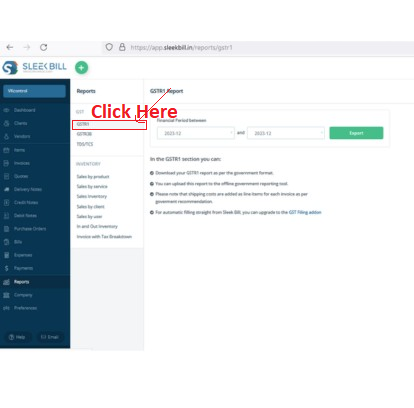 https://app.sleekbill.in/reports/gstr1
SLEEK BILL
Welcome!
Dashboard
Clients
Vendors
Items
Invoices
Quotes
Delivery Notes
Credit Notes
Debit Notes
Purchase Orders
Bills
Expenses
Payments
Reports
Company
Preferences
Help
Email
Reports
GST
Click Here
GSTR1
GSTR3B
TDS/TCS
INVENTORY
Sales by product
Sales by service
Sales Inventory
Sales by client
Sales by user
In and Out Inventory
Invoice with Tax Breakdown
GSTR1 Report
Financial Period between
2023-12 and 2023-12 Export
In the GSTR1 section you can:
Download your GSTR1 report as per the government format.
You can upload this report to the offline government reporting tool.
Please note that shipping costs are added as line items for each invoice as per
government recommendation.
For automatic filling straight from Sleek Bill, you can upgrade to the GST Filing addon